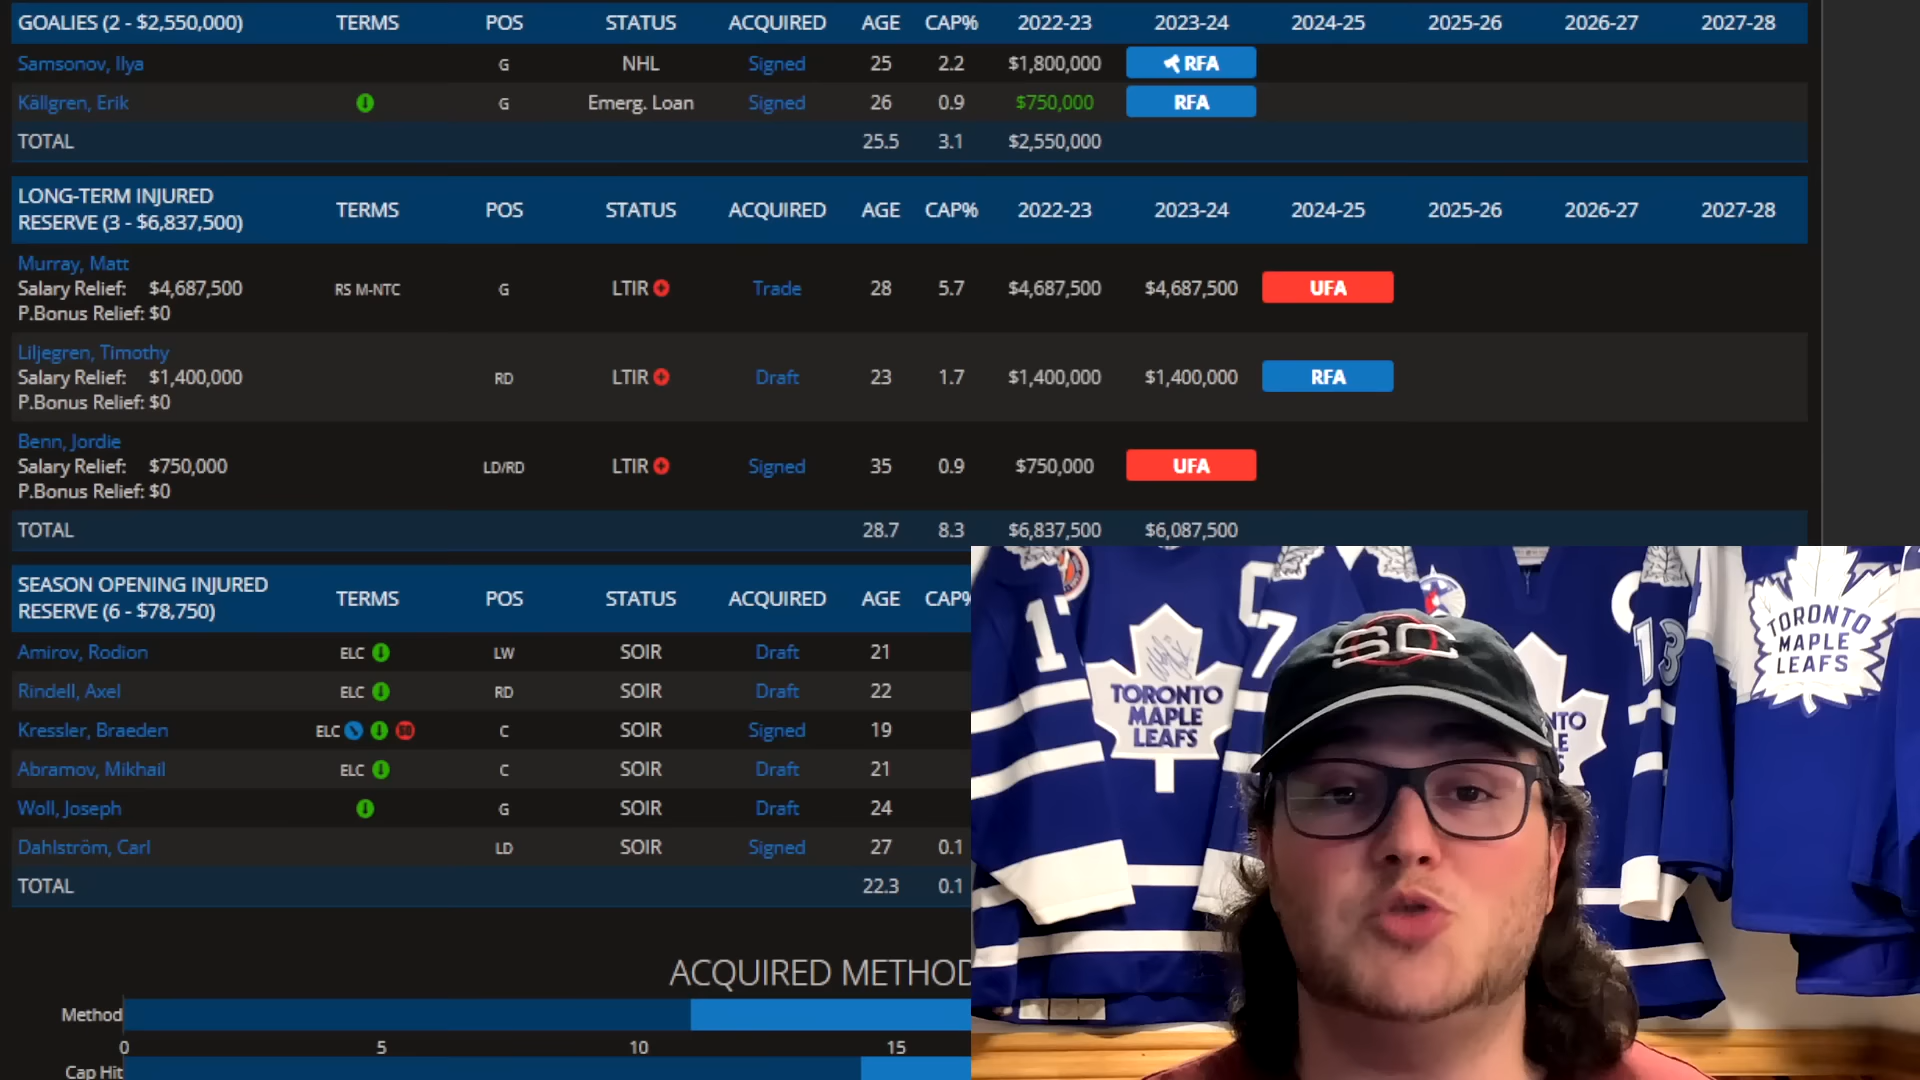 GOALIES (2 - $2,550,000) TERMS POS STATUS ACQUIRED AGE CAP% 2022-23 2023-24 2024-25 2025-26 2026-27 2027-28
Samsonov, Ilya G NHL Signed 25 2.2 $1,800,000 RFA
Källgren, Erik G Emerg. Loan Signed 26 0.9 $750,000 RFA
TOTAL 25.5 3.1 $2,550,000
LONG-TERM INJURED
RESERVE (3 - $6,837,500) TERMS POS STATUS ACQUIRED AGE CAP% 2022-23 2023-24 2024-25 2025-26 2026-27 2027-28
Murray, Matt
Salary Relief: $4,687,500 RS M-NTC G LTIR Trade 28 5.7 $4,687,500 $4,687,500 UFA
P.Bonus Relief: $0
Liljegren, Timothy
Salary Relief: $1,400,000 RD LTIR Draft 23 1.7 $1,400,000 $1,400,000 RFA
P.Bonus Relief: $0
Benn, Jordie
Salary Relief: $750,000 LD/RD LTIR Signed 35 0.9 $750,000 UFA
P.Bonus Relief: $0
TOTAL 28.7 8.3 $6,837,500 $6,087,500
SEASON OPENING INJURED
RESERVE (6 - $78,750) TERMS POS STATUS ACQUIRED AGE CAP%
Amirov, Rodion ELC LW SOIR Draft 21
Rindell, Axel ELC RD SOIR Draft 22
Kressler, Braeden ELC C SOIR Signed 19
Abramov, Mikhail ELC C SOIR Draft 21
Woll, Joseph G SOIR Draft 24
Dahlström, Carl LD SOIR Signed 27 0.1
TOTAL 22.3 0.1
ACQUIRED METHOD
Method
0 5 10 15
Cap Hit
1
C
7
TORONTO
MAPLE
LEAFS
SC
C
13
NTO
LE
S
TORONTO
MAPLE
LEAFS